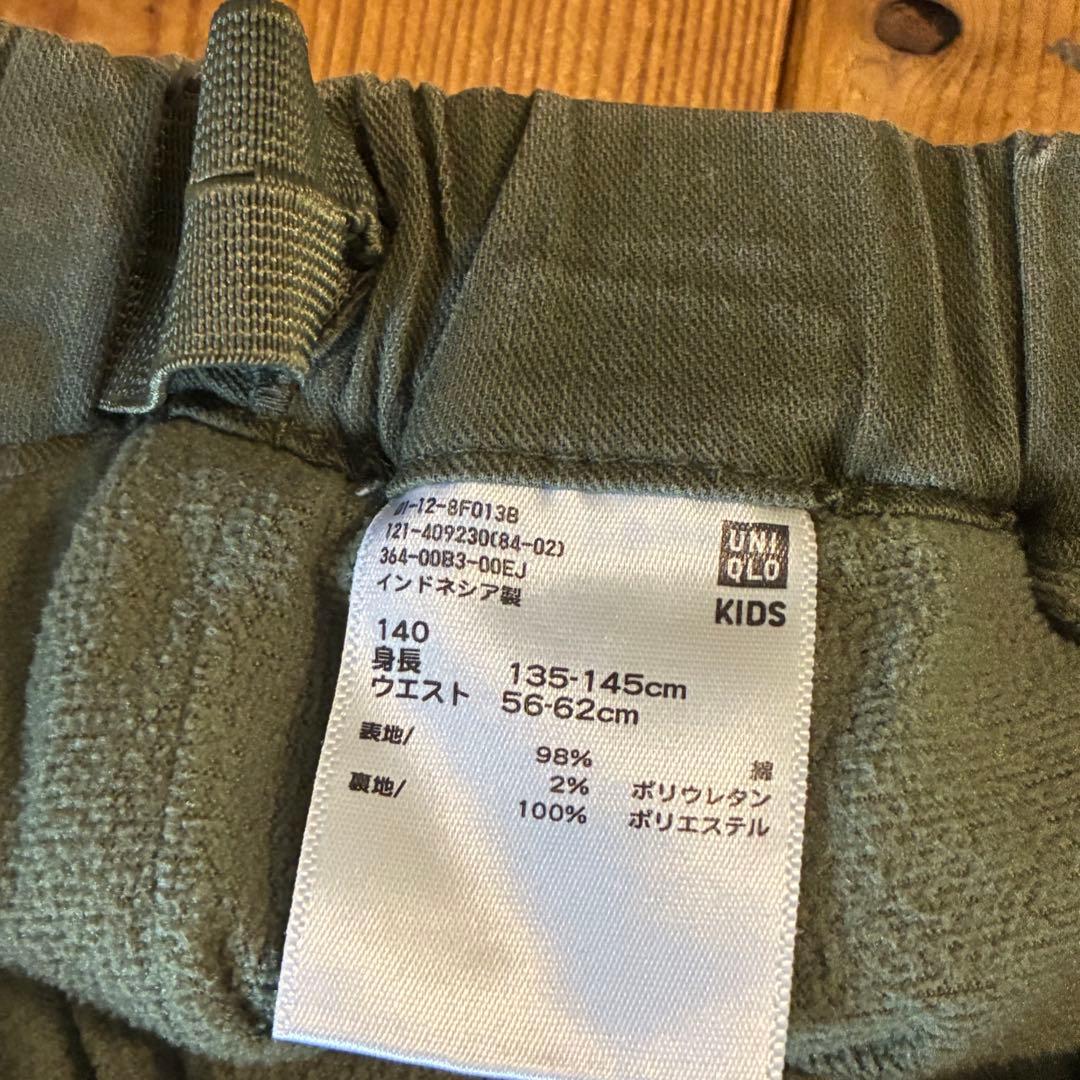 01-12-8F013B
121-409230(84-02)
364-00B3-00EJ
インドネシア製
UNI
QLO
KIDS
140
身長 135-145cm
ウエスト 56-62cm
表地/ 98% 綿
2% ポリウレタン
裏地/ 100% ポリエステル